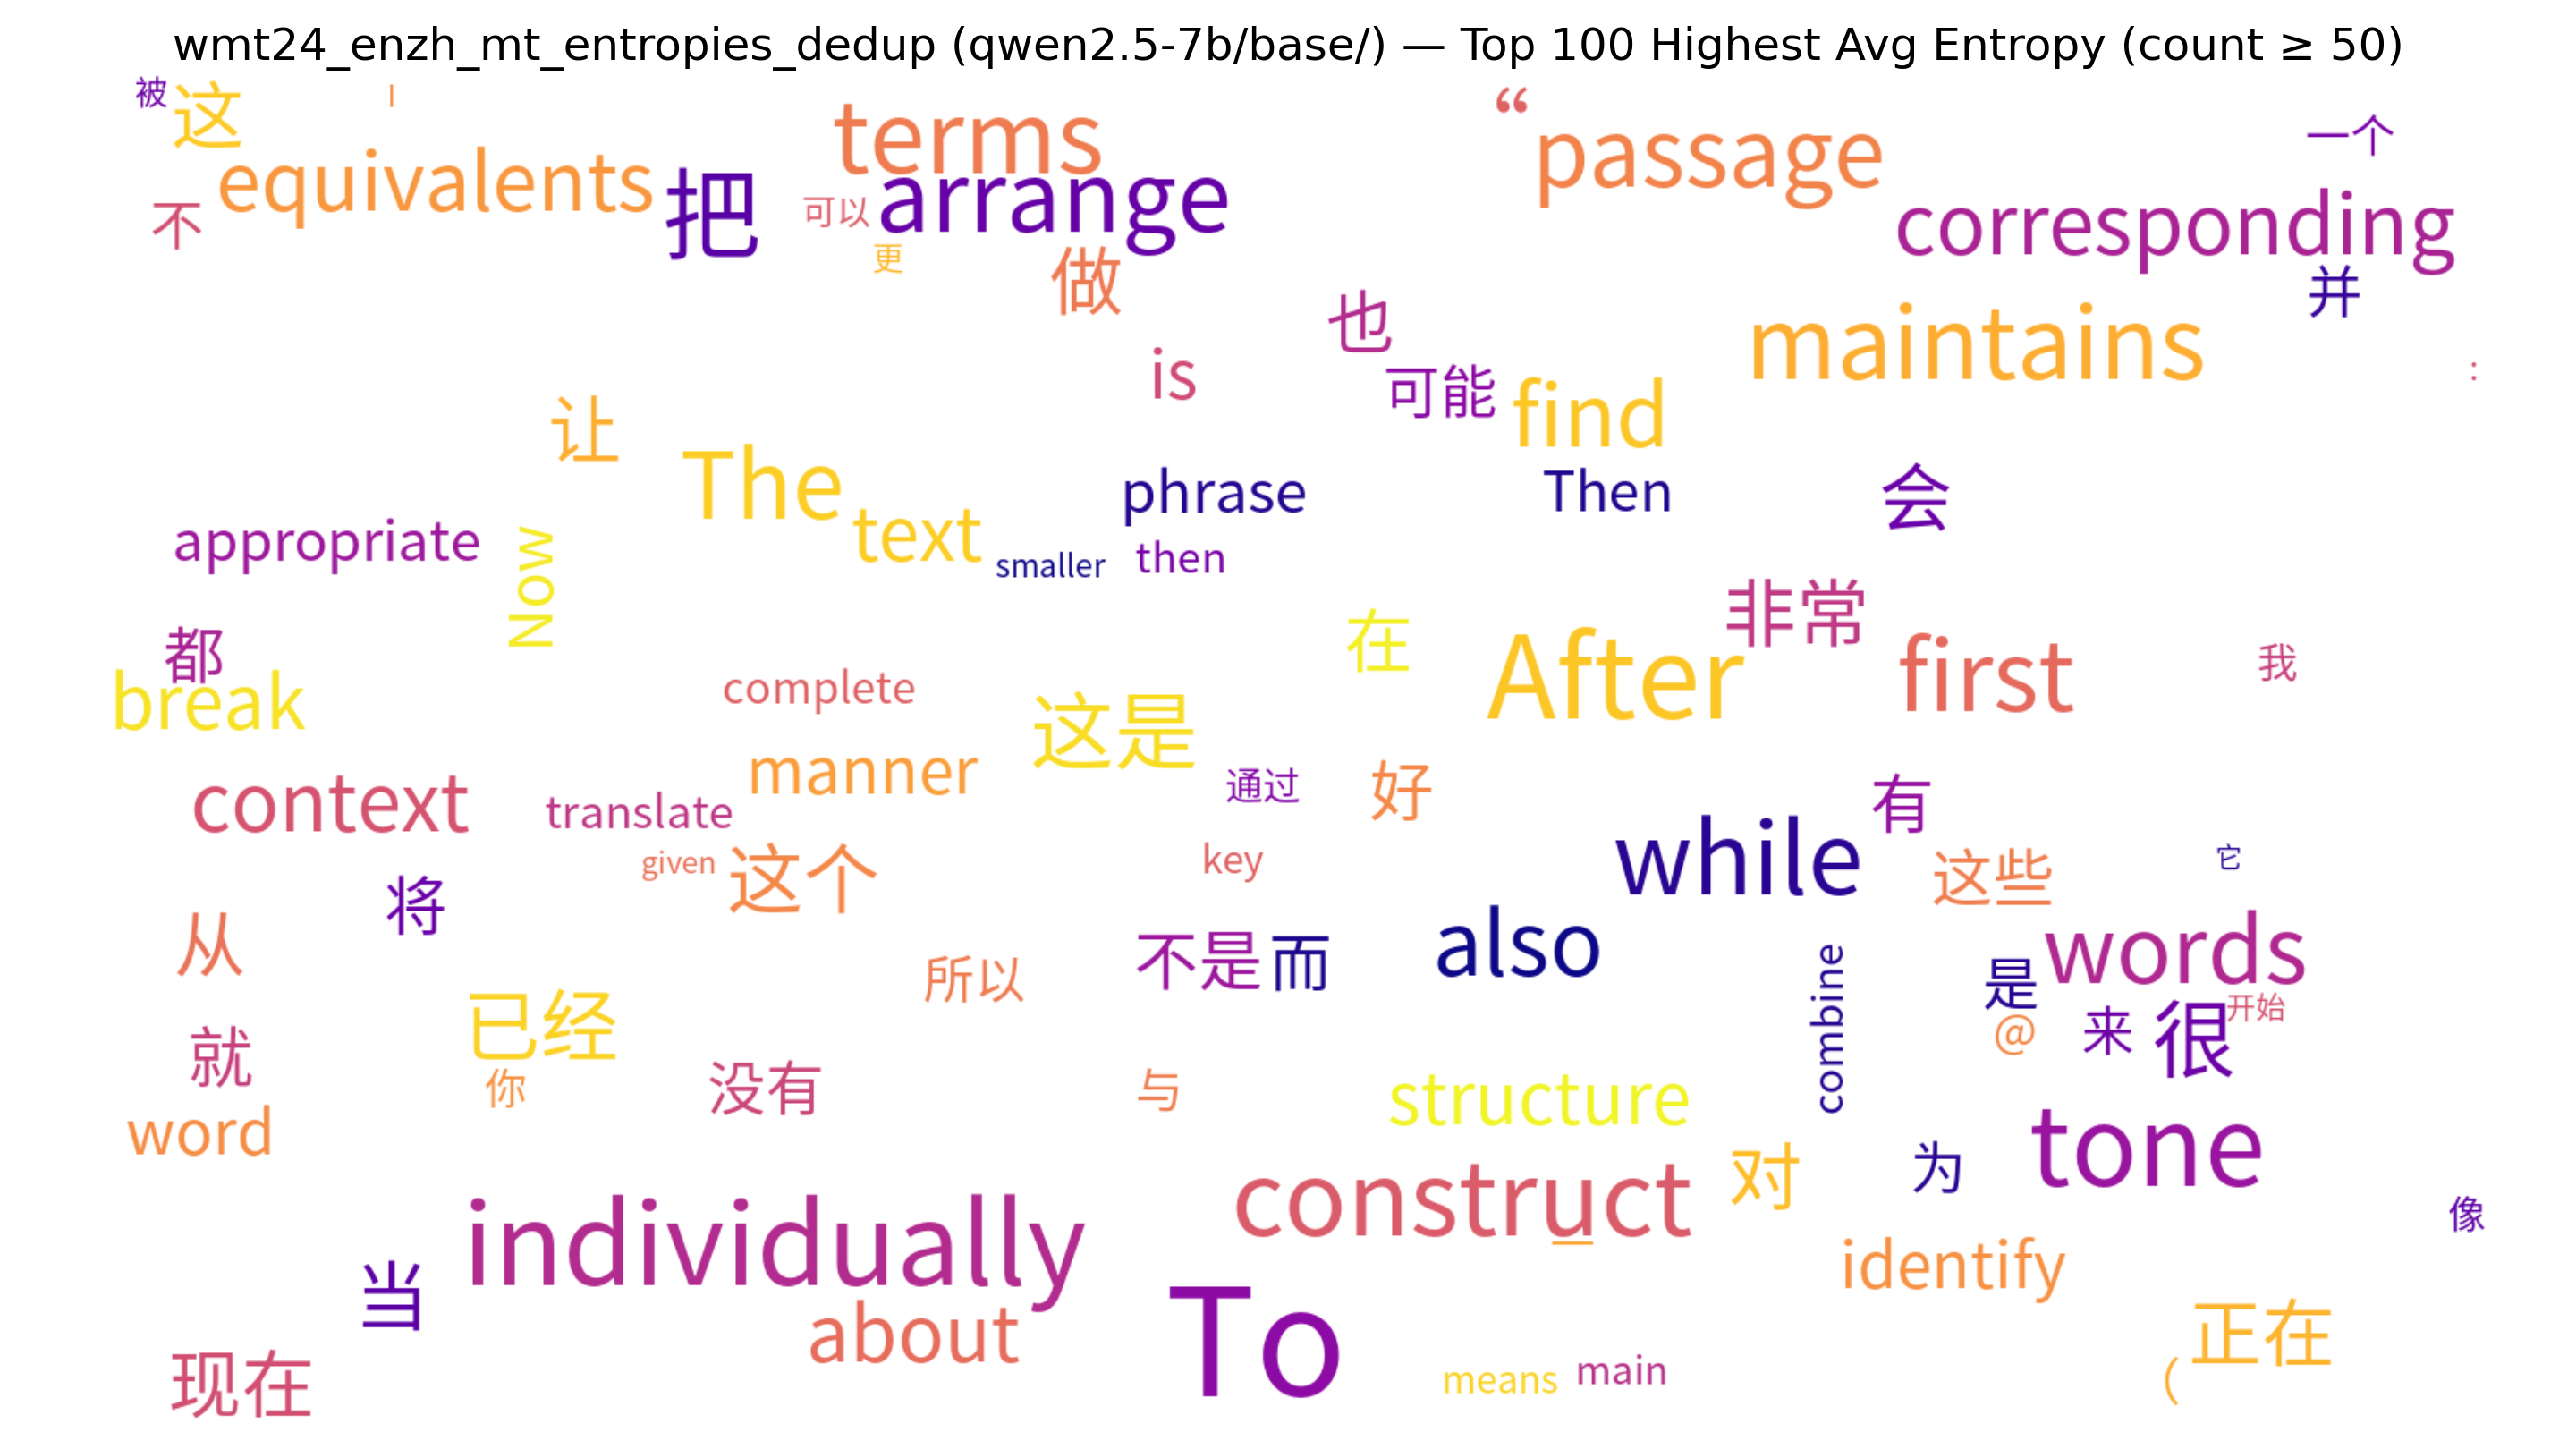 wmt24_enzh_mt_entropies_dedup (qwen2.5-7b/base/) — Top 100 Highest Avg Entropy (count ≥ 50)
被
这
I
terms
“
passage
一个
equivalents
把
可以
arrange
不
corresponding
更
做
并
也
maintains
is
可能
:
find
让
The
phrase
Then
会
text
appropriate
Now
smaller
then
非常
在
都
After
first
我
break
complete
这是
manner
通过
好
context
translate
有
given
这个
key
while
它
这些
将
从
所以
不是
而
also
combine
words
是
开始
已经
@
来
很
就
你
没有
与
structure
word
tone
对
为
construct
individually
像
一
identify
当
To
about
正在
现在
means
main
(